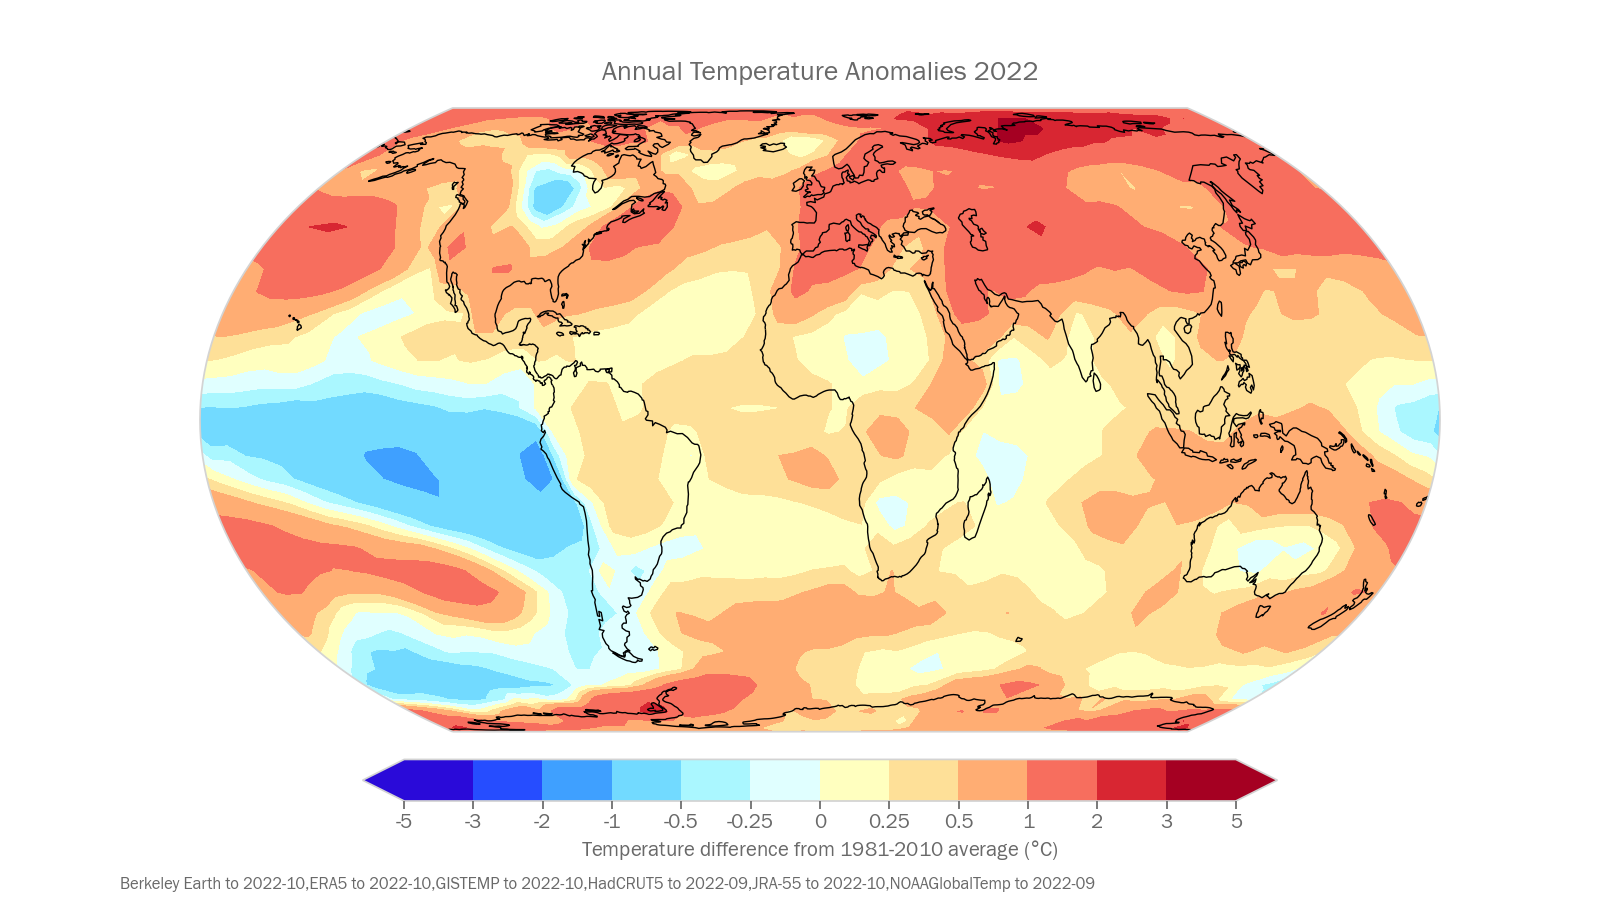 Annual Temperature Anomalies 2022
-5 -3 -2 -1 -0.5 -0.25 0 0.25 0.5 1 2 3 5
Temperature difference from 1981-2010 average (°C)
Berkeley Earth to 2022-10,ERA5 to 2022-10,GISTEMP to 2022-10,HadCRUT5 to 2022-09,JRA-55 to 2022-10,NOAAGlobalTemp to 2022-09